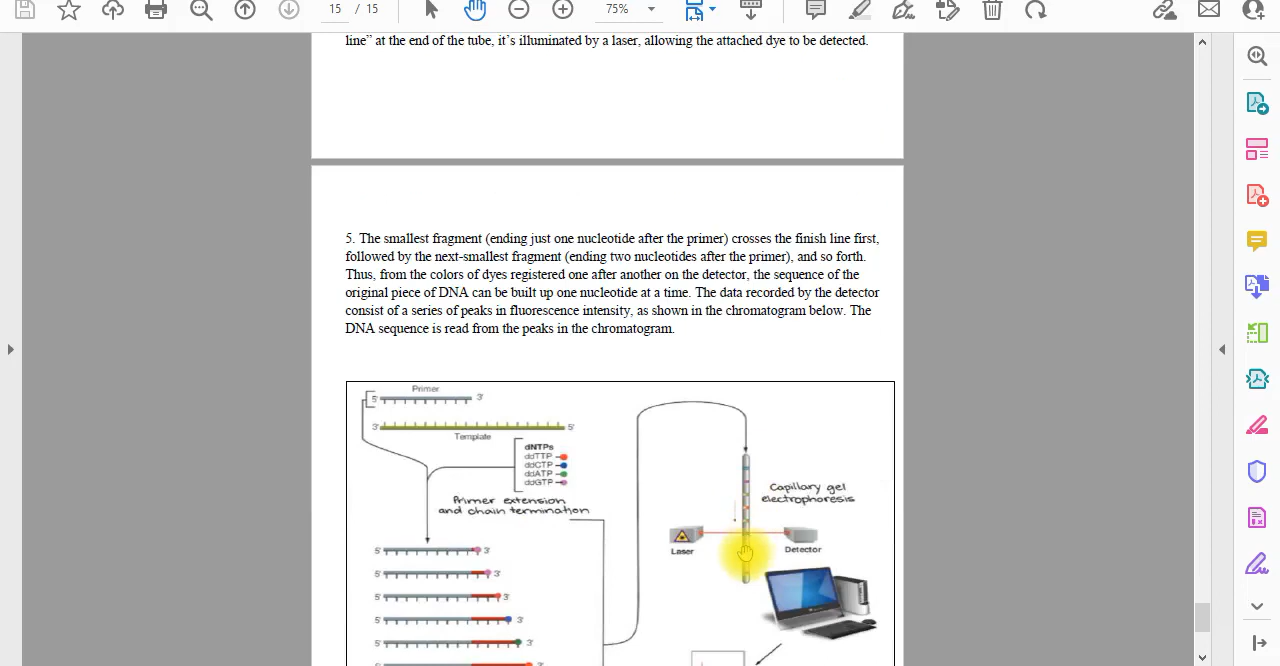 15 / 15
75%
line” at the end of the tube, it’s illuminated by a laser, allowing the attached dye to be detected.
5. The smallest fragment (ending just one nucleotide after the primer) crosses the finish line first,
followed by the next-smallest fragment (ending two nucleotides after the primer), and so forth.
Thus, from the colors of dyes registered one after another on the detector, the sequence of the
original piece of DNA can be built up one nucleotide at a time. The data recorded by the detector
consist of a series of peaks in fluorescence intensity, as shown in the chromatogram below. The
DNA sequence is read from the peaks in the chromatogram.
Primer
5' 3'
3' 5'
Template
dNTPs
ddTTP
ddCTP
ddATP
ddGTP
Primer extension
and chain termination
Capillary gel
electrophoresis
Laser
Detector
5' 3'
5' 3'
5' 3'
5' 3'
5' 3'
5' 3'